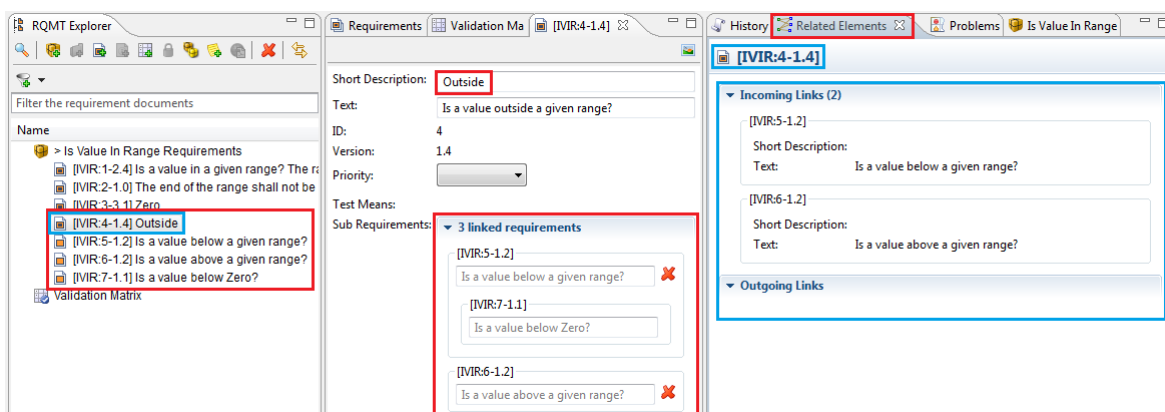 RQMT Explorer
Filter the requirement documents
Name
> Is Value In Range Requirements
[IVIR:1-2.4] Is a value in a given range? The ra
[IVIR:2-1.0] The end of the range shall not be
[IVIR:3-3.1] Zero
[IVIR:4-1.4] Outside
[IVIR:5-1.2] Is a value below a given range?
[IVIR:6-1.2] Is a value above a given range?
[IVIR:7-1.1] Is a value below Zero?
Validation Matrix
Requirements
Validation Ma
[IVIR:4-1.4]
Short Description: Outside
Text: Is a value outside a given range?
ID: 4
Version: 1.4
Priority:
Test Means:
Sub Requirements: 3 linked requirements
[IVIR:5-1.2]
Is a value below a given range?
[IVIR:7-1.1]
Is a value below Zero?
[IVIR:6-1.2]
Is a value above a given range?
History
Related Elements
Problems
Is Value In Range
[IVIR:4-1.4]
Incoming Links (2)
[IVIR:5-1.2]
Short Description:
Text: Is a value below a given range?
[IVIR:6-1.2]
Short Description:
Text: Is a value above a given range?
Outgoing Links